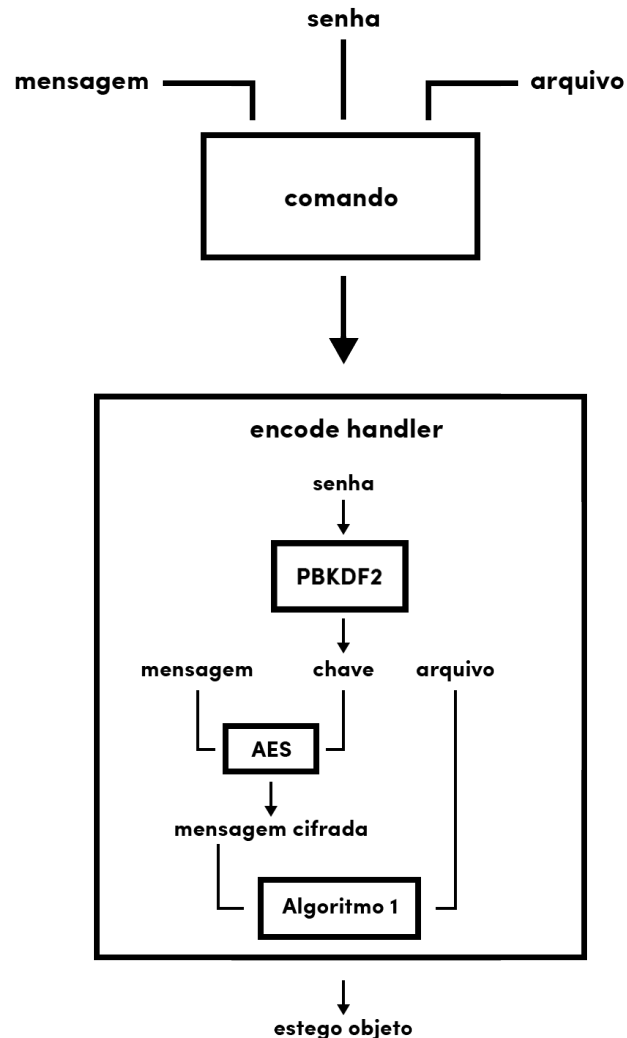 senha
mensagem
arquivo
comando
encode handler
senha
PBKDF2
mensagem
chave
arquivo
AES
mensagem cifrada
Algoritmo 1
estego objeto